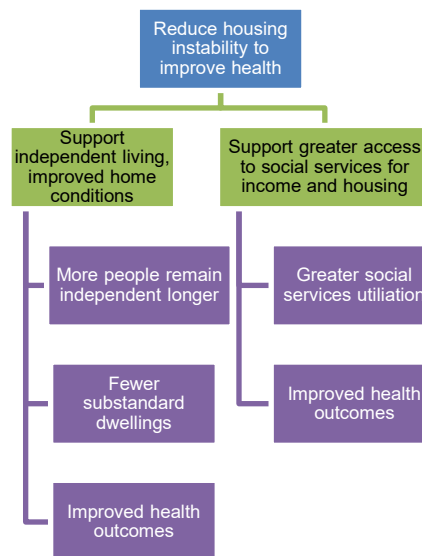 Reduce housing
instability to
improve health
Support
independent living,
improved home
conditions
Support greater access
to social services for
income and housing
More people remain
independent longer
Greater social
services utiliation
Fewer
substandard
dwellings
Improved health
outcomes
Improved health
outcomes